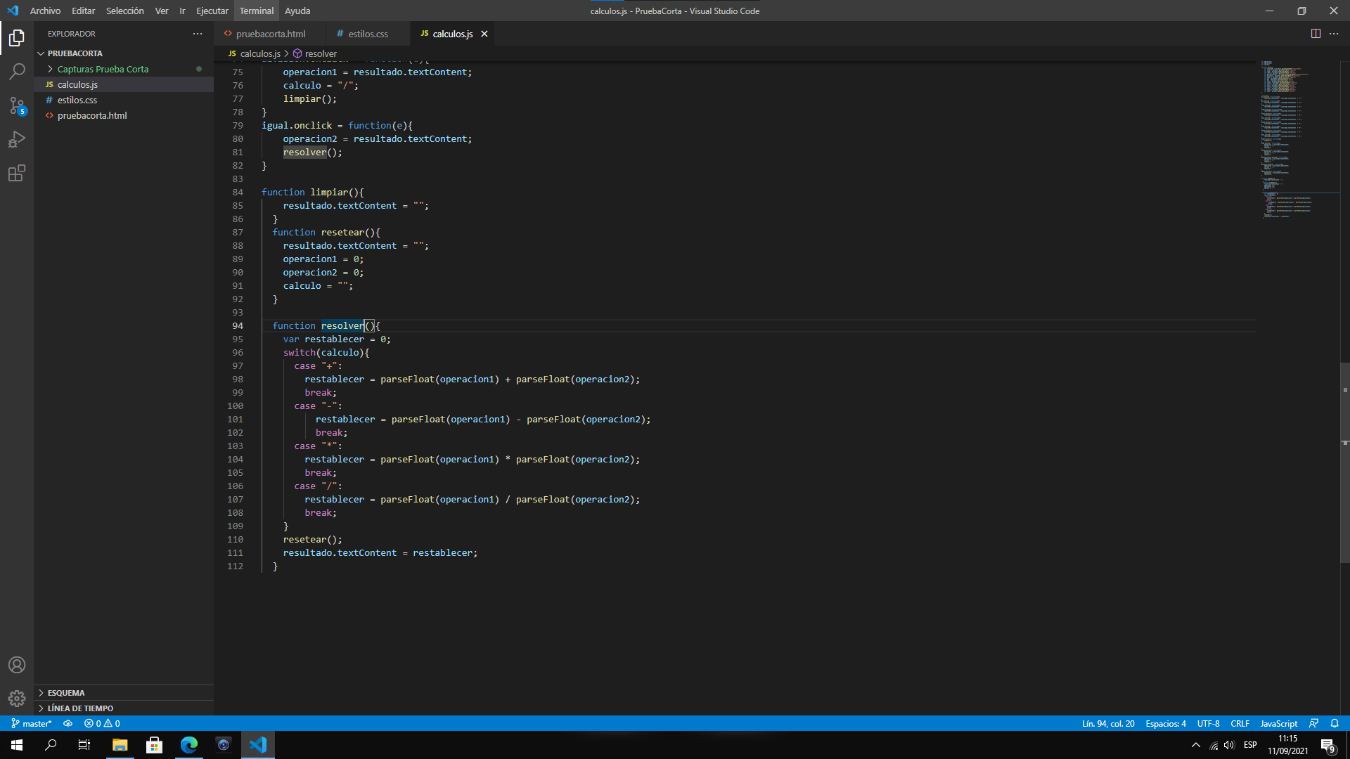 Archivo Editar Selección Ver Ir Ejecutar Terminal Ayuda
calculos.js - PruebaCorta - Visual Studio Code
EXPLORADOR
PRUEBACORTA
Capturas Prueba Corta
JS calculos.js
# estilos.css
<> pruebacorta.html
ESQUEMA
LÍNEA DE TIEMPO
<> pruebacorta.html # estilos.css JS calculos.js
JS calculos.js > resolver
75 operacion1 = resultado.textContent;
76 calculo = "/";
77 limpiar();
78 }
79 igual.onclick = function(e){
80 operacion2 = resultado.textContent;
81 resolver();
82 }
83
84 function limpiar(){
85 resultado.textContent = "";
86 }
87 function resetear(){
88 resultado.textContent = "";
89 operacion1 = 0;
90 operacion2 = 0;
91 calculo = "";
92 }
93
94 function resolver(){
95 var restablecer = 0;
96 switch(calculo){
97 case "+":
98 restablecer = parseFloat(operacion1) + parseFloat(operacion2);
99 break;
100 case "-":
101 restablecer = parseFloat(operacion1) - parseFloat(operacion2);
102 break;
103 case "*":
104 restablecer = parseFloat(operacion1) * parseFloat(operacion2);
105 break;
106 case "/":
107 restablecer = parseFloat(operacion1) / parseFloat(operacion2);
108 break;
109 }
110 resetear();
111 resultado.textContent = restablecer;
112 }
5
master* 0 0 Lín. 94, col. 20 Espacios: 4 UTF-8 CRLF JavaScript
ESP
11:15
11/09/2021
9